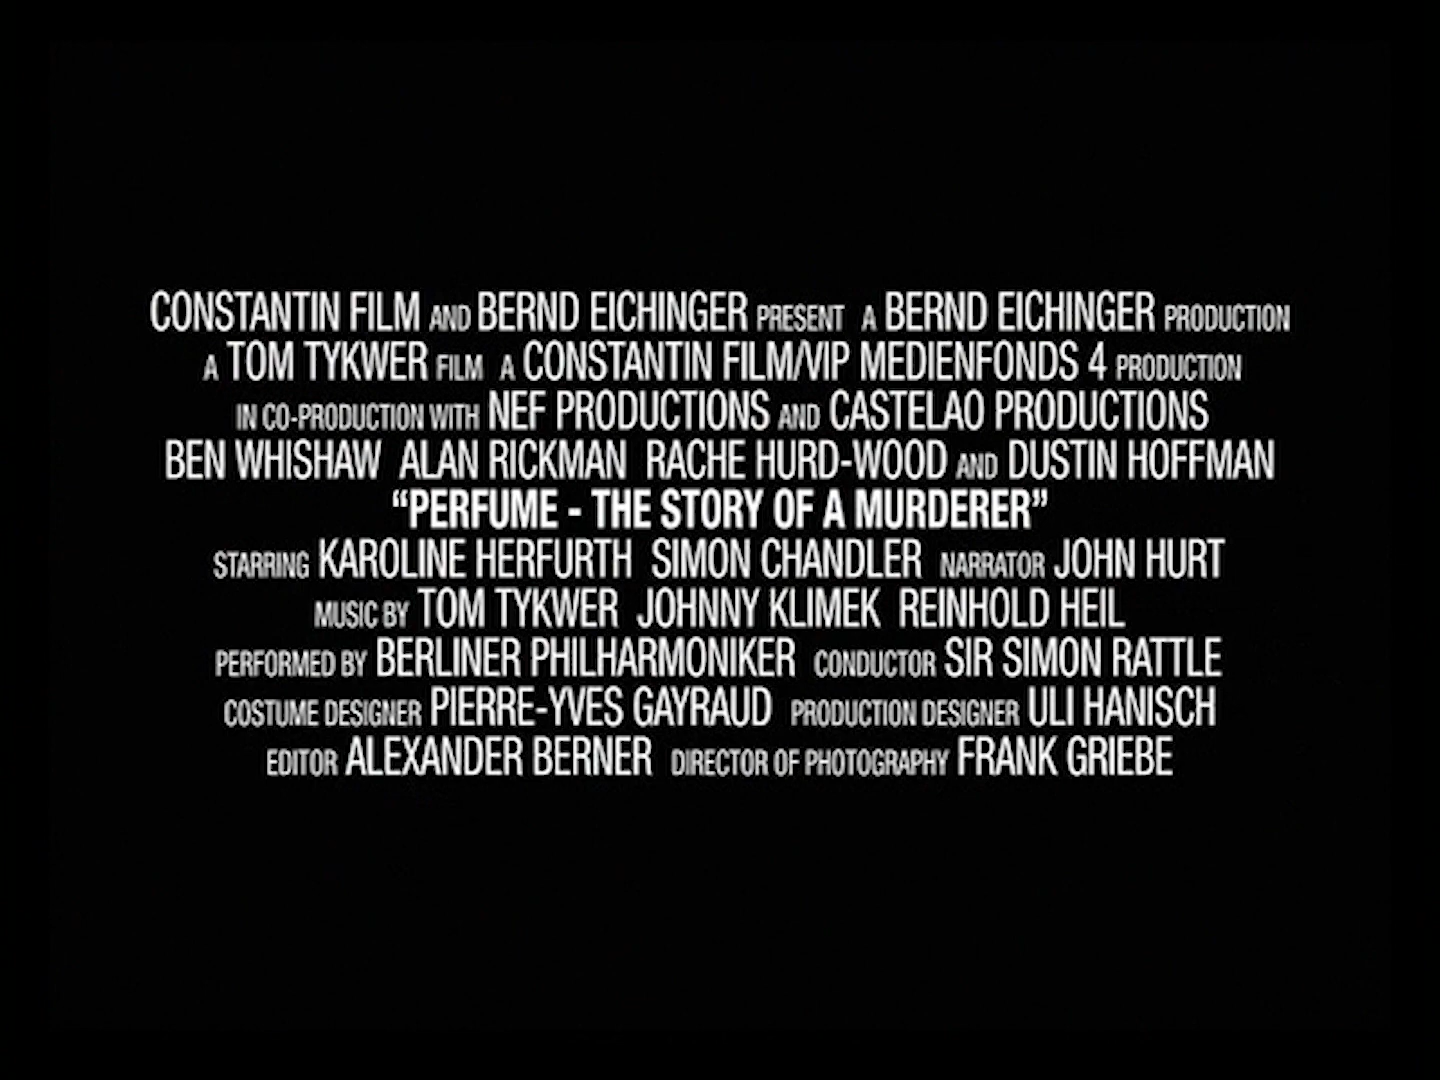 CONSTANTIN FILM AND BERND EICHINGER PRESENT A BERND EICHINGER PRODUCTION
A TOM TYKWER FILM A CONSTANTIN FILM/VIP MEDIENFONDS 4 PRODUCTION
IN CO-PRODUCTION WITH NEF PRODUCTIONS AND CASTELAO PRODUCTIONS
BEN WHISHAW ALAN RICKMAN RACHE HURD-WOOD AND DUSTIN HOFFMAN
“PERFUME - THE STORY OF A MURDERER”
STARRING KAROLINE HERFURTH SIMON CHANDLER NARRATOR JOHN HURT
MUSIC BY TOM TYKWER JOHNNY KLIMEK REINHOLD HEIL
PERFORMED BY BERLINER PHILHARMONIKER CONDUCTOR SIR SIMON RATTLE
COSTUME DESIGNER PIERRE-YVES GAYRAUD PRODUCTION DESIGNER ULI HANISCH
EDITOR ALEXANDER BERNER DIRECTOR OF PHOTOGRAPHY FRANK GRIEBE